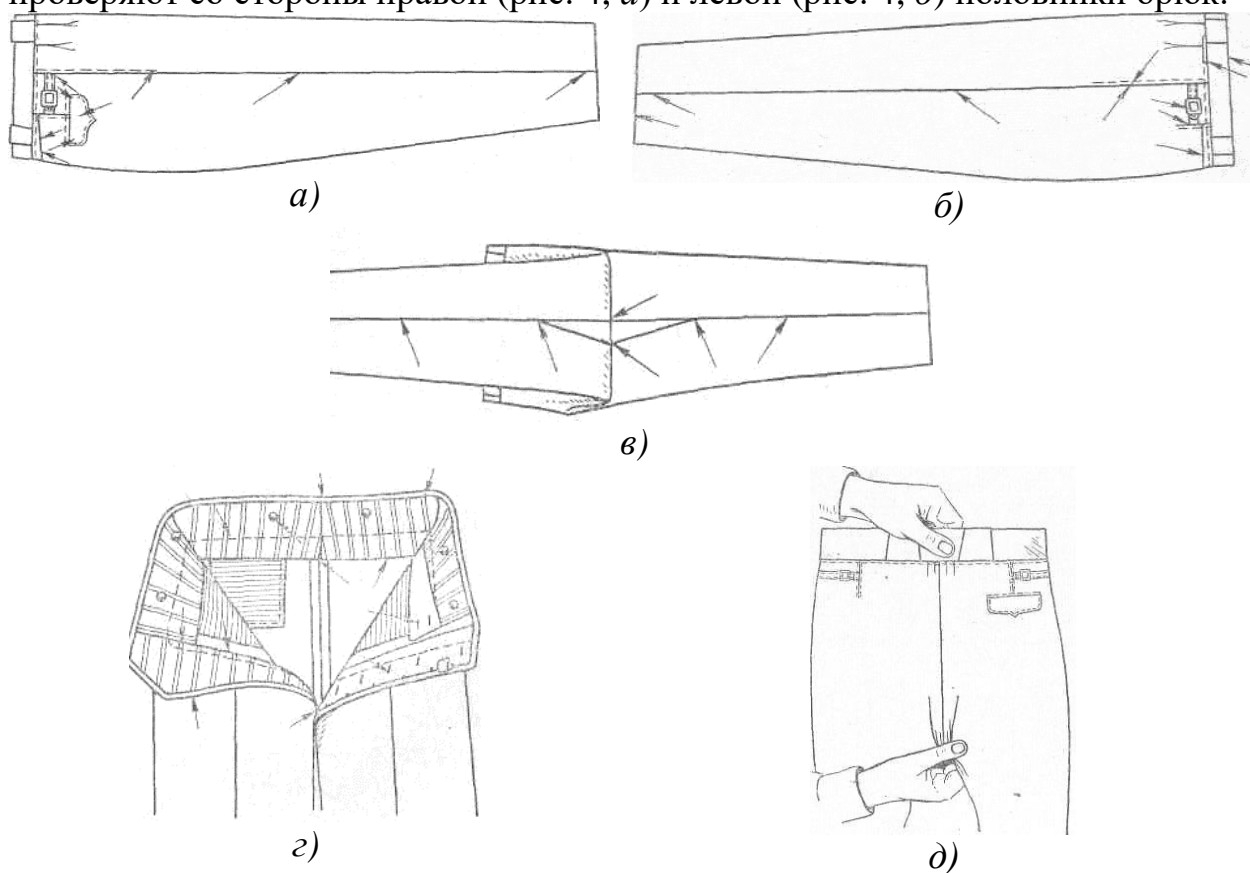 проверяют со стороны правой (рис. 4, а) и левой (рис. 4, б) половинки брюк.
а)
б)
в)
г)
д)